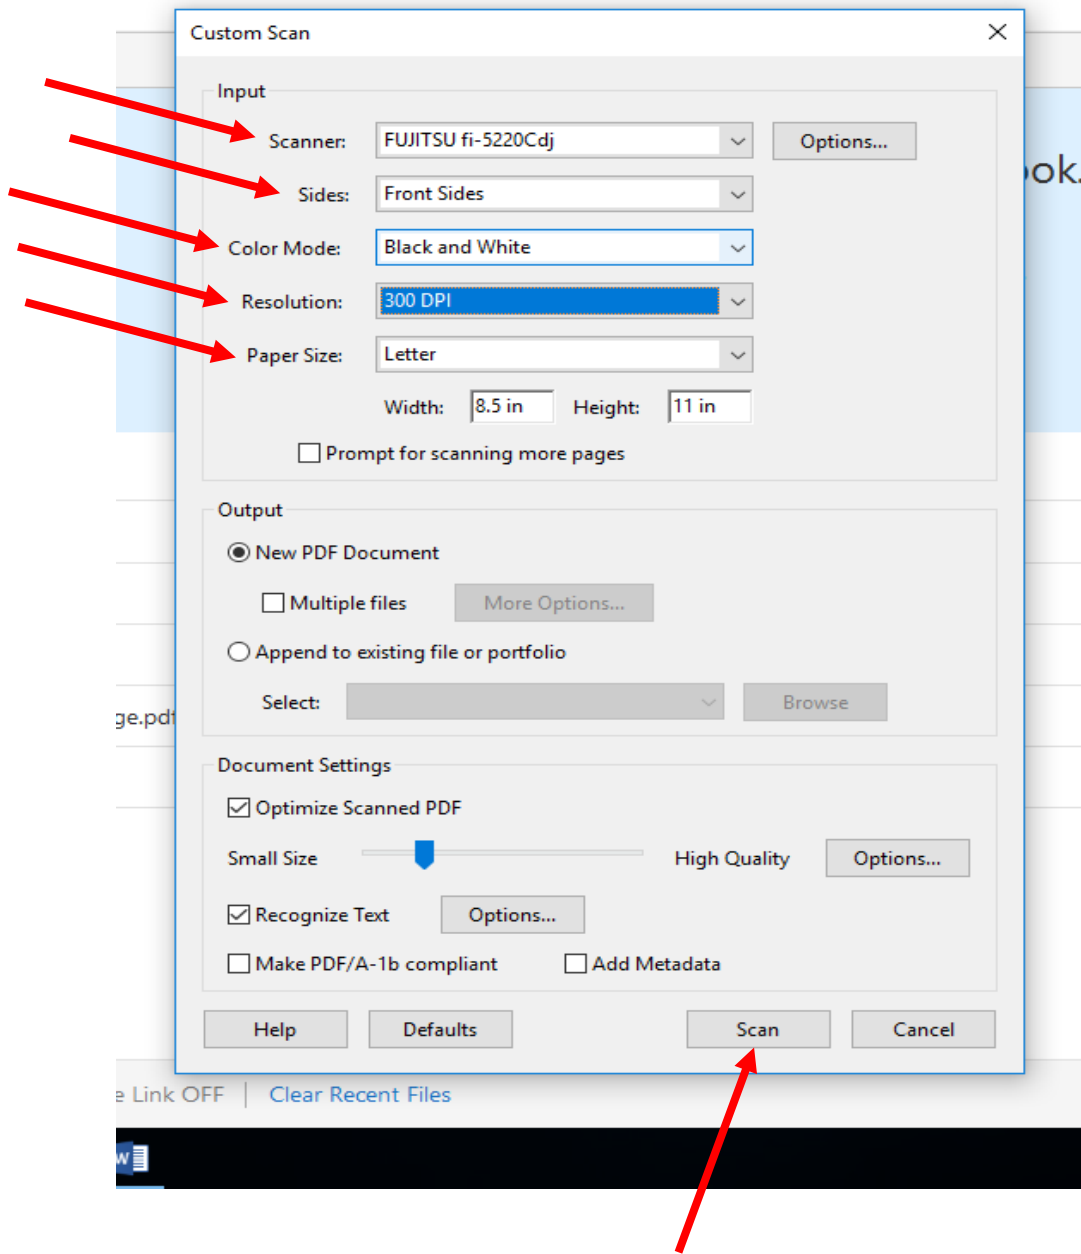 Custom Scan
Input
Scanner: FUJITSU fi-5220Cdj Options...
ook.
Sides: Front Sides
Color Mode: Black and White
Resolution: 300 DPI
Paper Size: Letter
Width: 8.5 in Height: 11 in
Prompt for scanning more pages
Output
New PDF Document
Multiple files More Options...
Append to existing file or portfolio
Select: Browse
ge.pdf
Document Settings
Optimize Scanned PDF
Small Size High Quality Options...
Recognize Text Options...
Make PDF/A-1b compliant Add Metadata
Help Defaults Scan Cancel
e Link OFF | Clear Recent Files
W